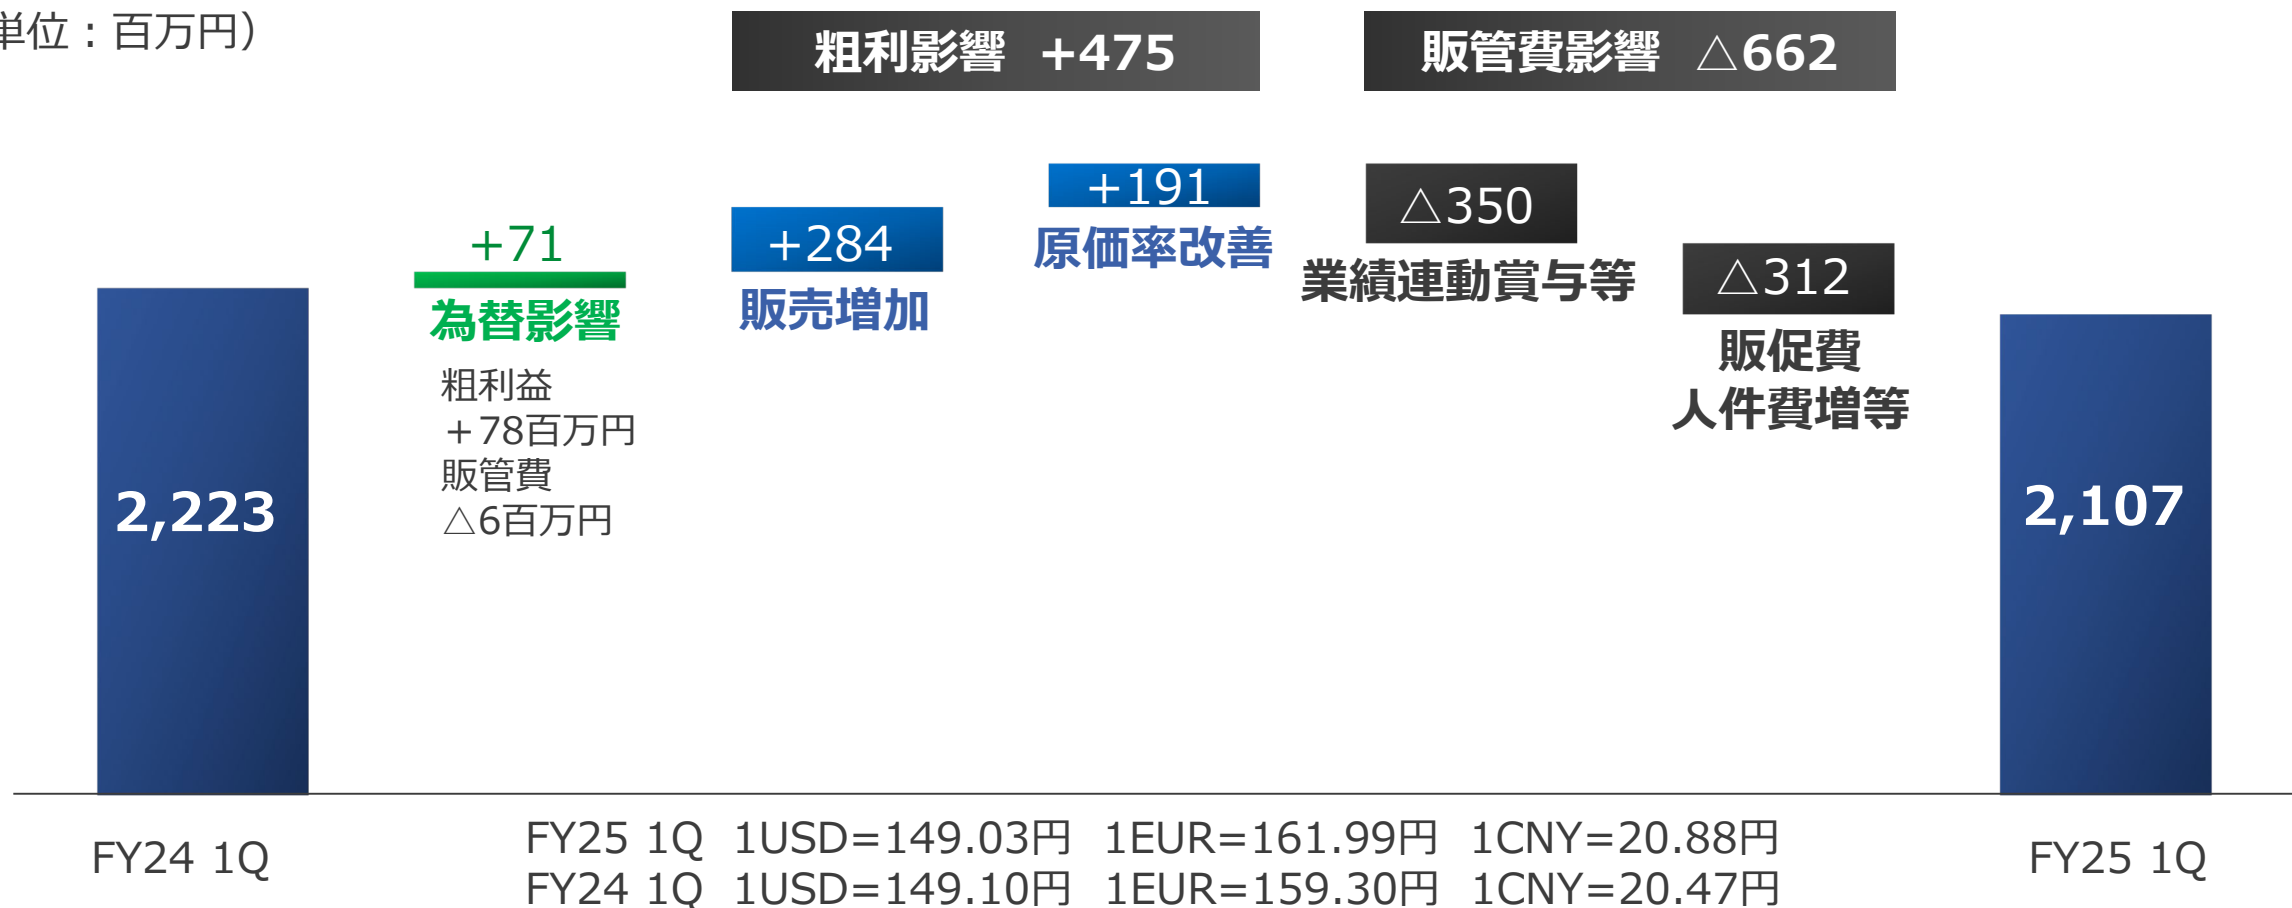 単位：百万円）
粗利影響 +475
販管費影響 △662
+191
原価率改善
△350
業績連動賞与等
+71
為替影響
+284
販売増加
△312
販促費
人件費増等
粗利益
＋78百万円
販管費
△6百万円
2,223
2,107
FY24 1Q
FY25 1Q 1USD=149.03円 1EUR=161.99円 1CNY=20.88円
FY24 1Q 1USD=149.10円 1EUR=159.30円 1CNY=20.47円
FY25 1Q